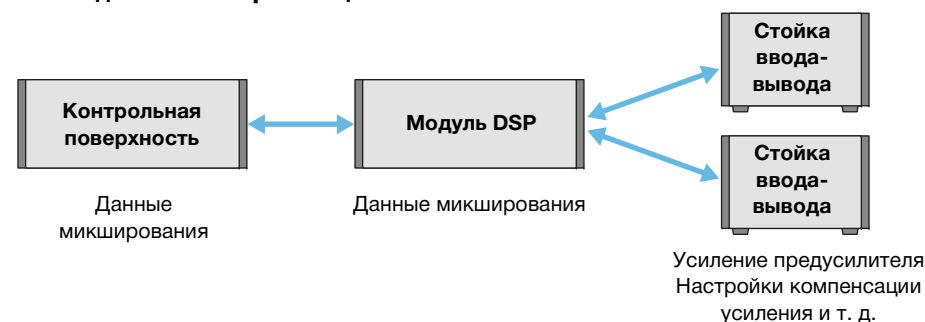 Контрольная
поверхность
Данные
микширования
Модуль DSP
Данные микширования
Стойка
ввода-
вывода
Стойка
ввода-
вывода
Усиление предусилителя
Настройки компенсации
усиления и т. д.